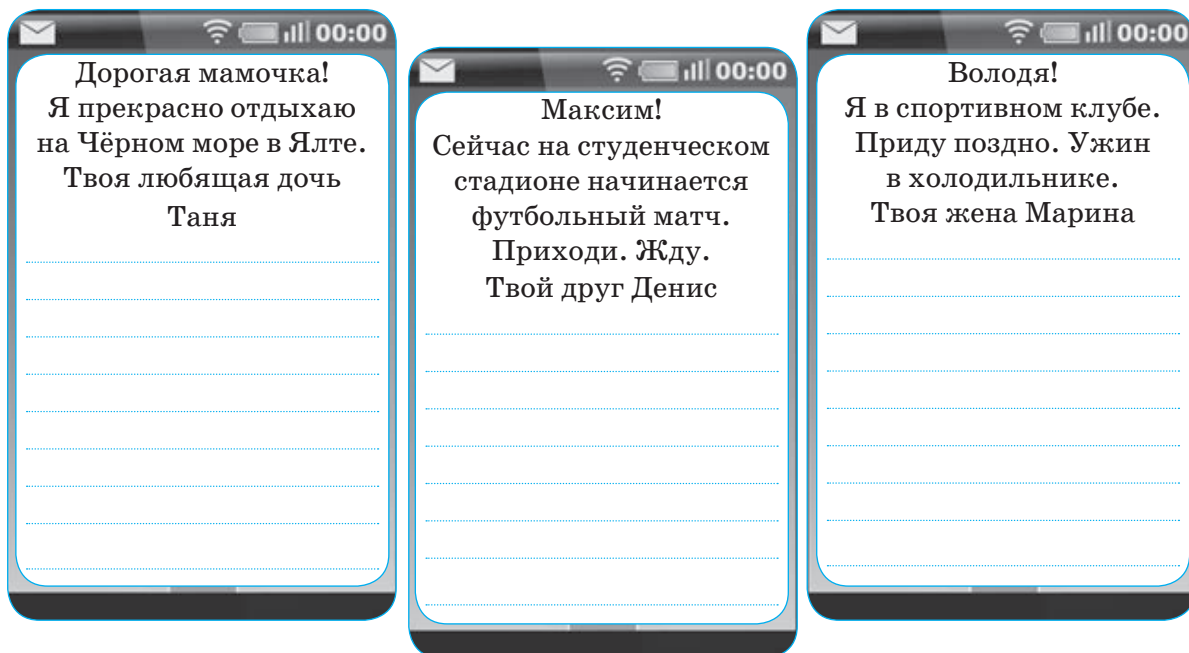 00:00
Дорогая мамочка!
Я прекрасно отдыхаю
на Чёрном море в Ялте.
Твоя любящая дочь
Таня
00:00
Максим!
Сейчас на студенческом
стадионе начинается
футбольный матч.
Приходи. Жду.
Твой друг Денис
00:00
Володя!
Я в спортивном клубе.
Приду поздно. Ужин
в холодильнике.
Твоя жена Марина